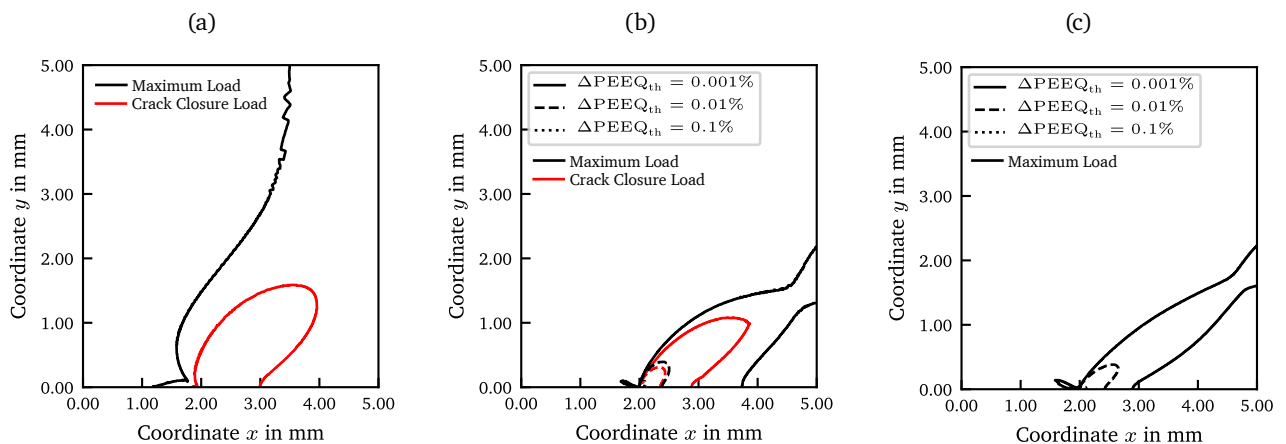 (a)
(b)
(c)
5.00
4.00
3.00
2.00
1.00
0.00
Coordinate y in mm
Maximum Load
Crack Closure Load
0.00 1.00 2.00 3.00 4.00 5.00
Coordinate x in mm
5.00
4.00
3.00
2.00
1.00
0.00
Coordinate y in mm
ΔPEEQth = 0.001%
ΔPEEQth = 0.01%
ΔPEEQth = 0.1%
Maximum Load
Crack Closure Load
0.00 1.00 2.00 3.00 4.00 5.00
Coordinate x in mm
5.00
4.00
3.00
2.00
1.00
0.00
Coordinate y in mm
ΔPEEQth = 0.001%
ΔPEEQth = 0.01%
ΔPEEQth = 0.1%
Maximum Load
0.00 1.00 2.00 3.00 4.00 5.00
Coordinate x in mm